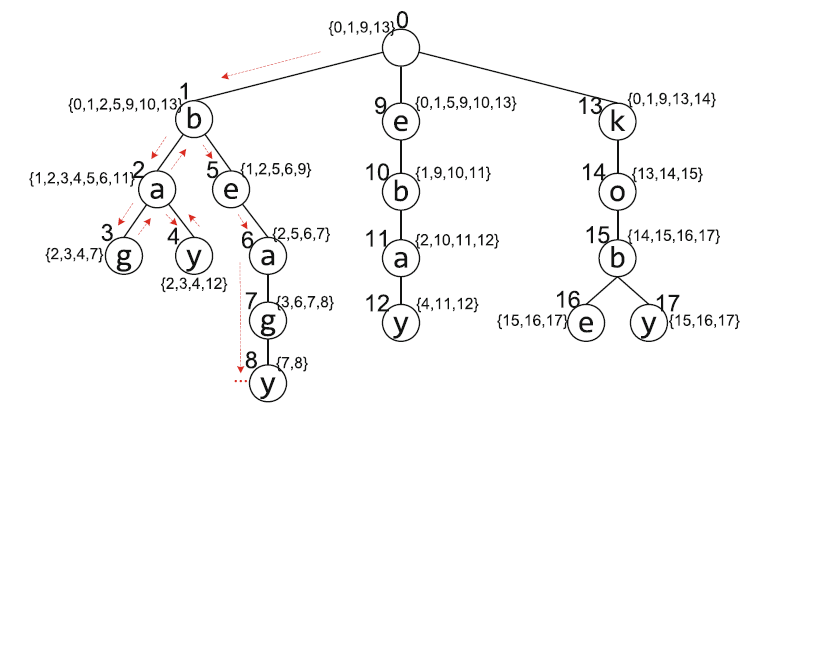 0
{0,1,9,13}
1
{0,1,2,5,9,10,13}
b
9
{0,1,5,9,10,13}
e
13
{0,1,9,13,14}
k
2
{1,2,3,4,5,6,11}
a
5
{1,2,5,6,9}
e
10
{1,9,10,11}
b
14
{13,14,15}
o
3
{2,3,4,7}
g
4
y
{2,3,4,12}
6
{2,5,6,7}
a
11
{2,10,11,12}
a
15
{14,15,16,17}
b
7
{3,6,7,8}
g
12
{4,11,12}
y
16
{15,16,17}
e
17
{15,16,17}
y
8
{7,8}
...
y